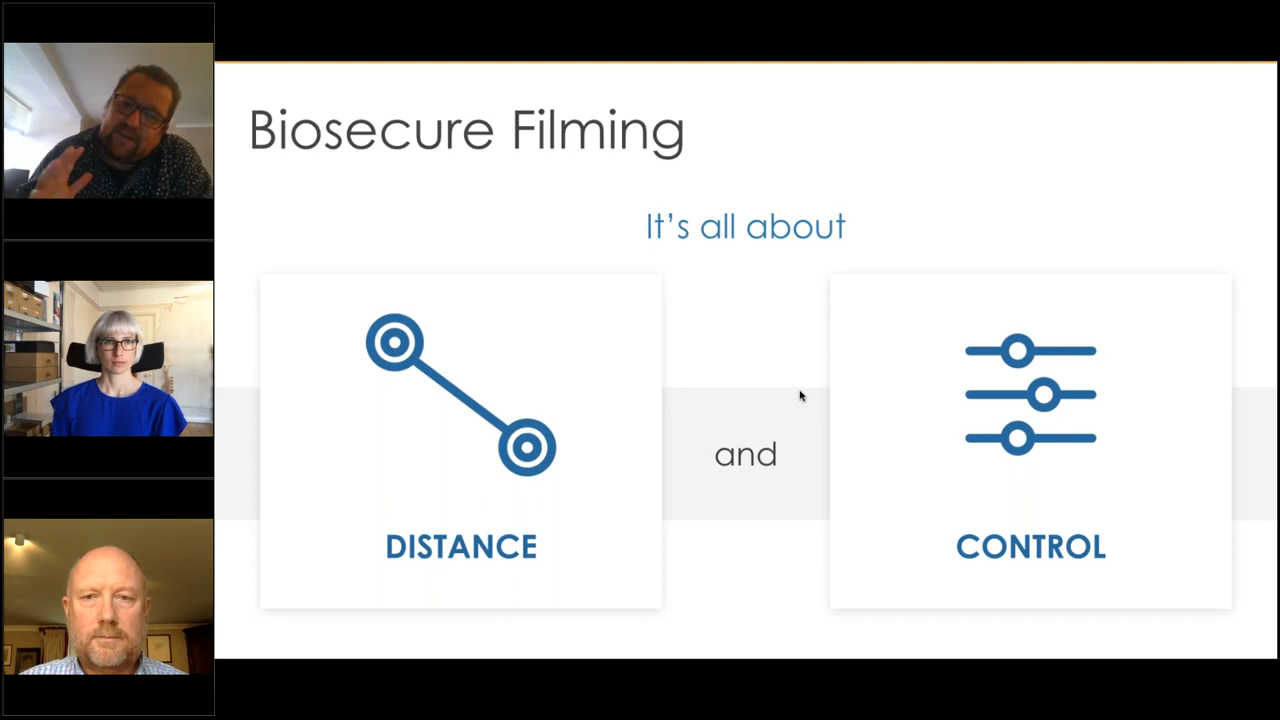 Biosecure Filming
It’s all about
DISTANCE
and
CONTROL